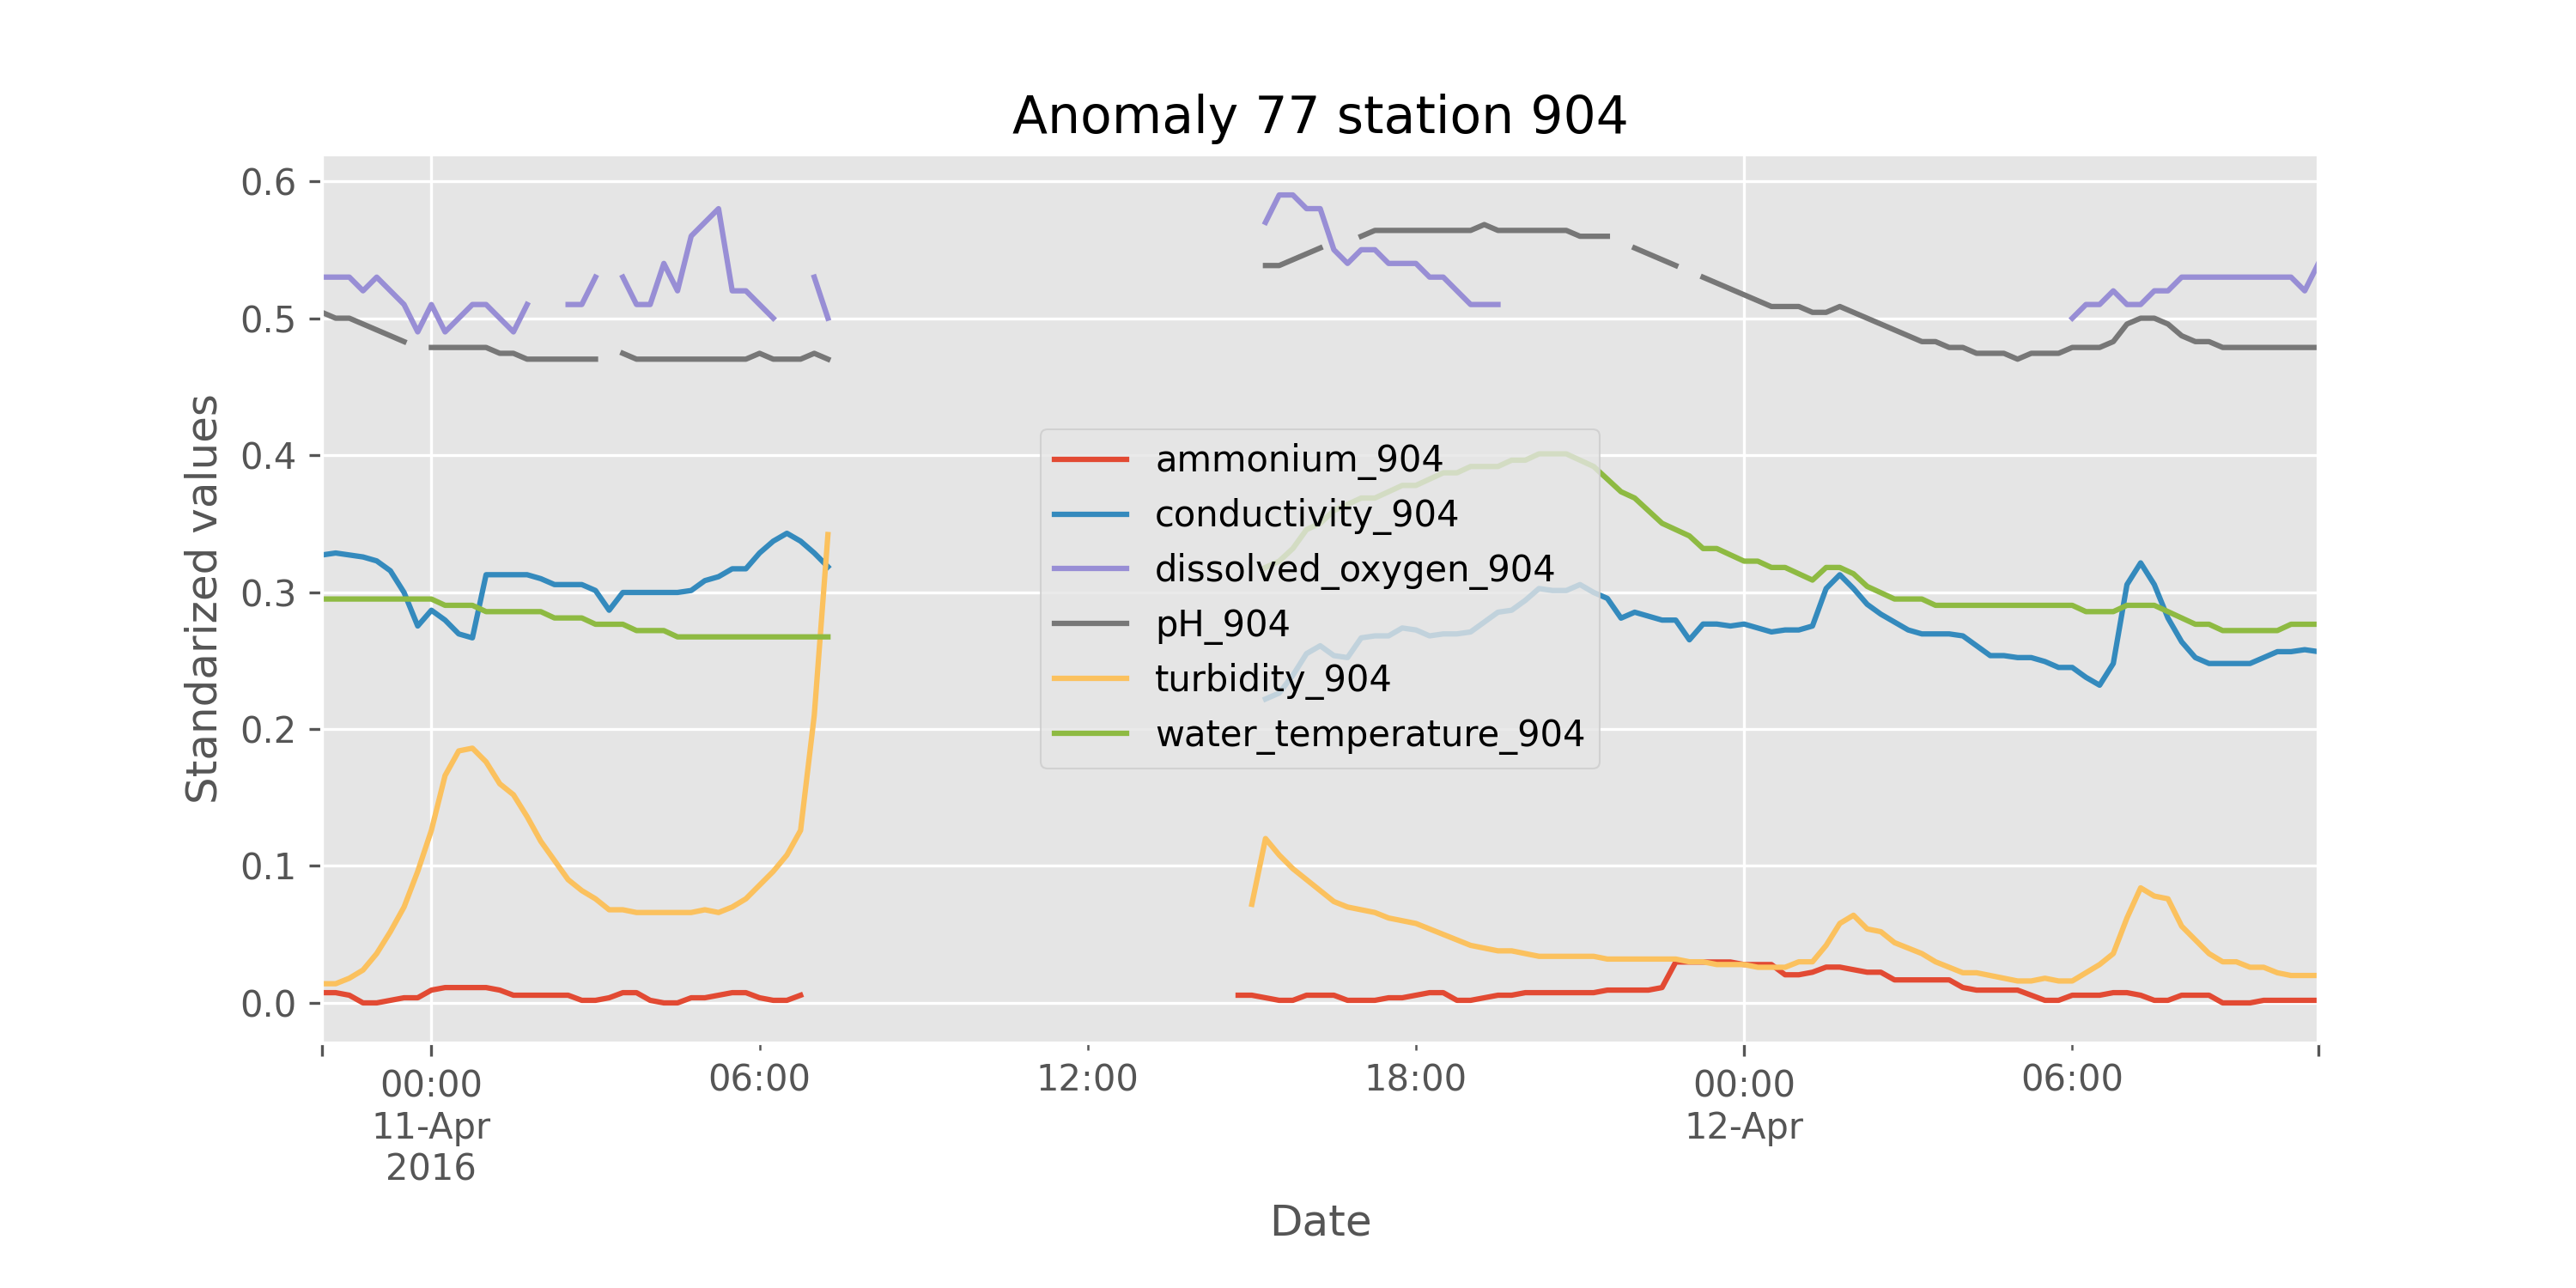 Anomaly 77 station 904
Standarized values
0.6
0.5
0.4
0.3
0.2
0.1
0.0
ammonium_904
conductivity_904
dissolved_oxygen_904
pH_904
turbidity_904
water_temperature_904
00:00 06:00 12:00 18:00 00:00 06:00
11-Apr 12-Apr
2016
Date